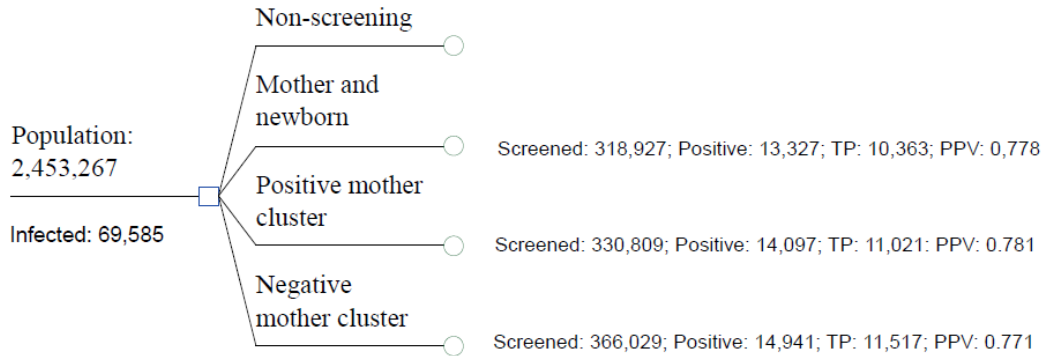 Non-screening
Mother and
newborn
Population:
2,453,267
Screened: 318,927; Positive: 13,327; TP: 10,363; PPV: 0,778
Positive mother
cluster
Infected: 69,585
Screened: 330,809; Positive: 14,097; TP: 11,021: PPV: 0.781
Negative
mother cluster
Screened: 366,029; Positive: 14,941; TP: 11,517; PPV: 0.771